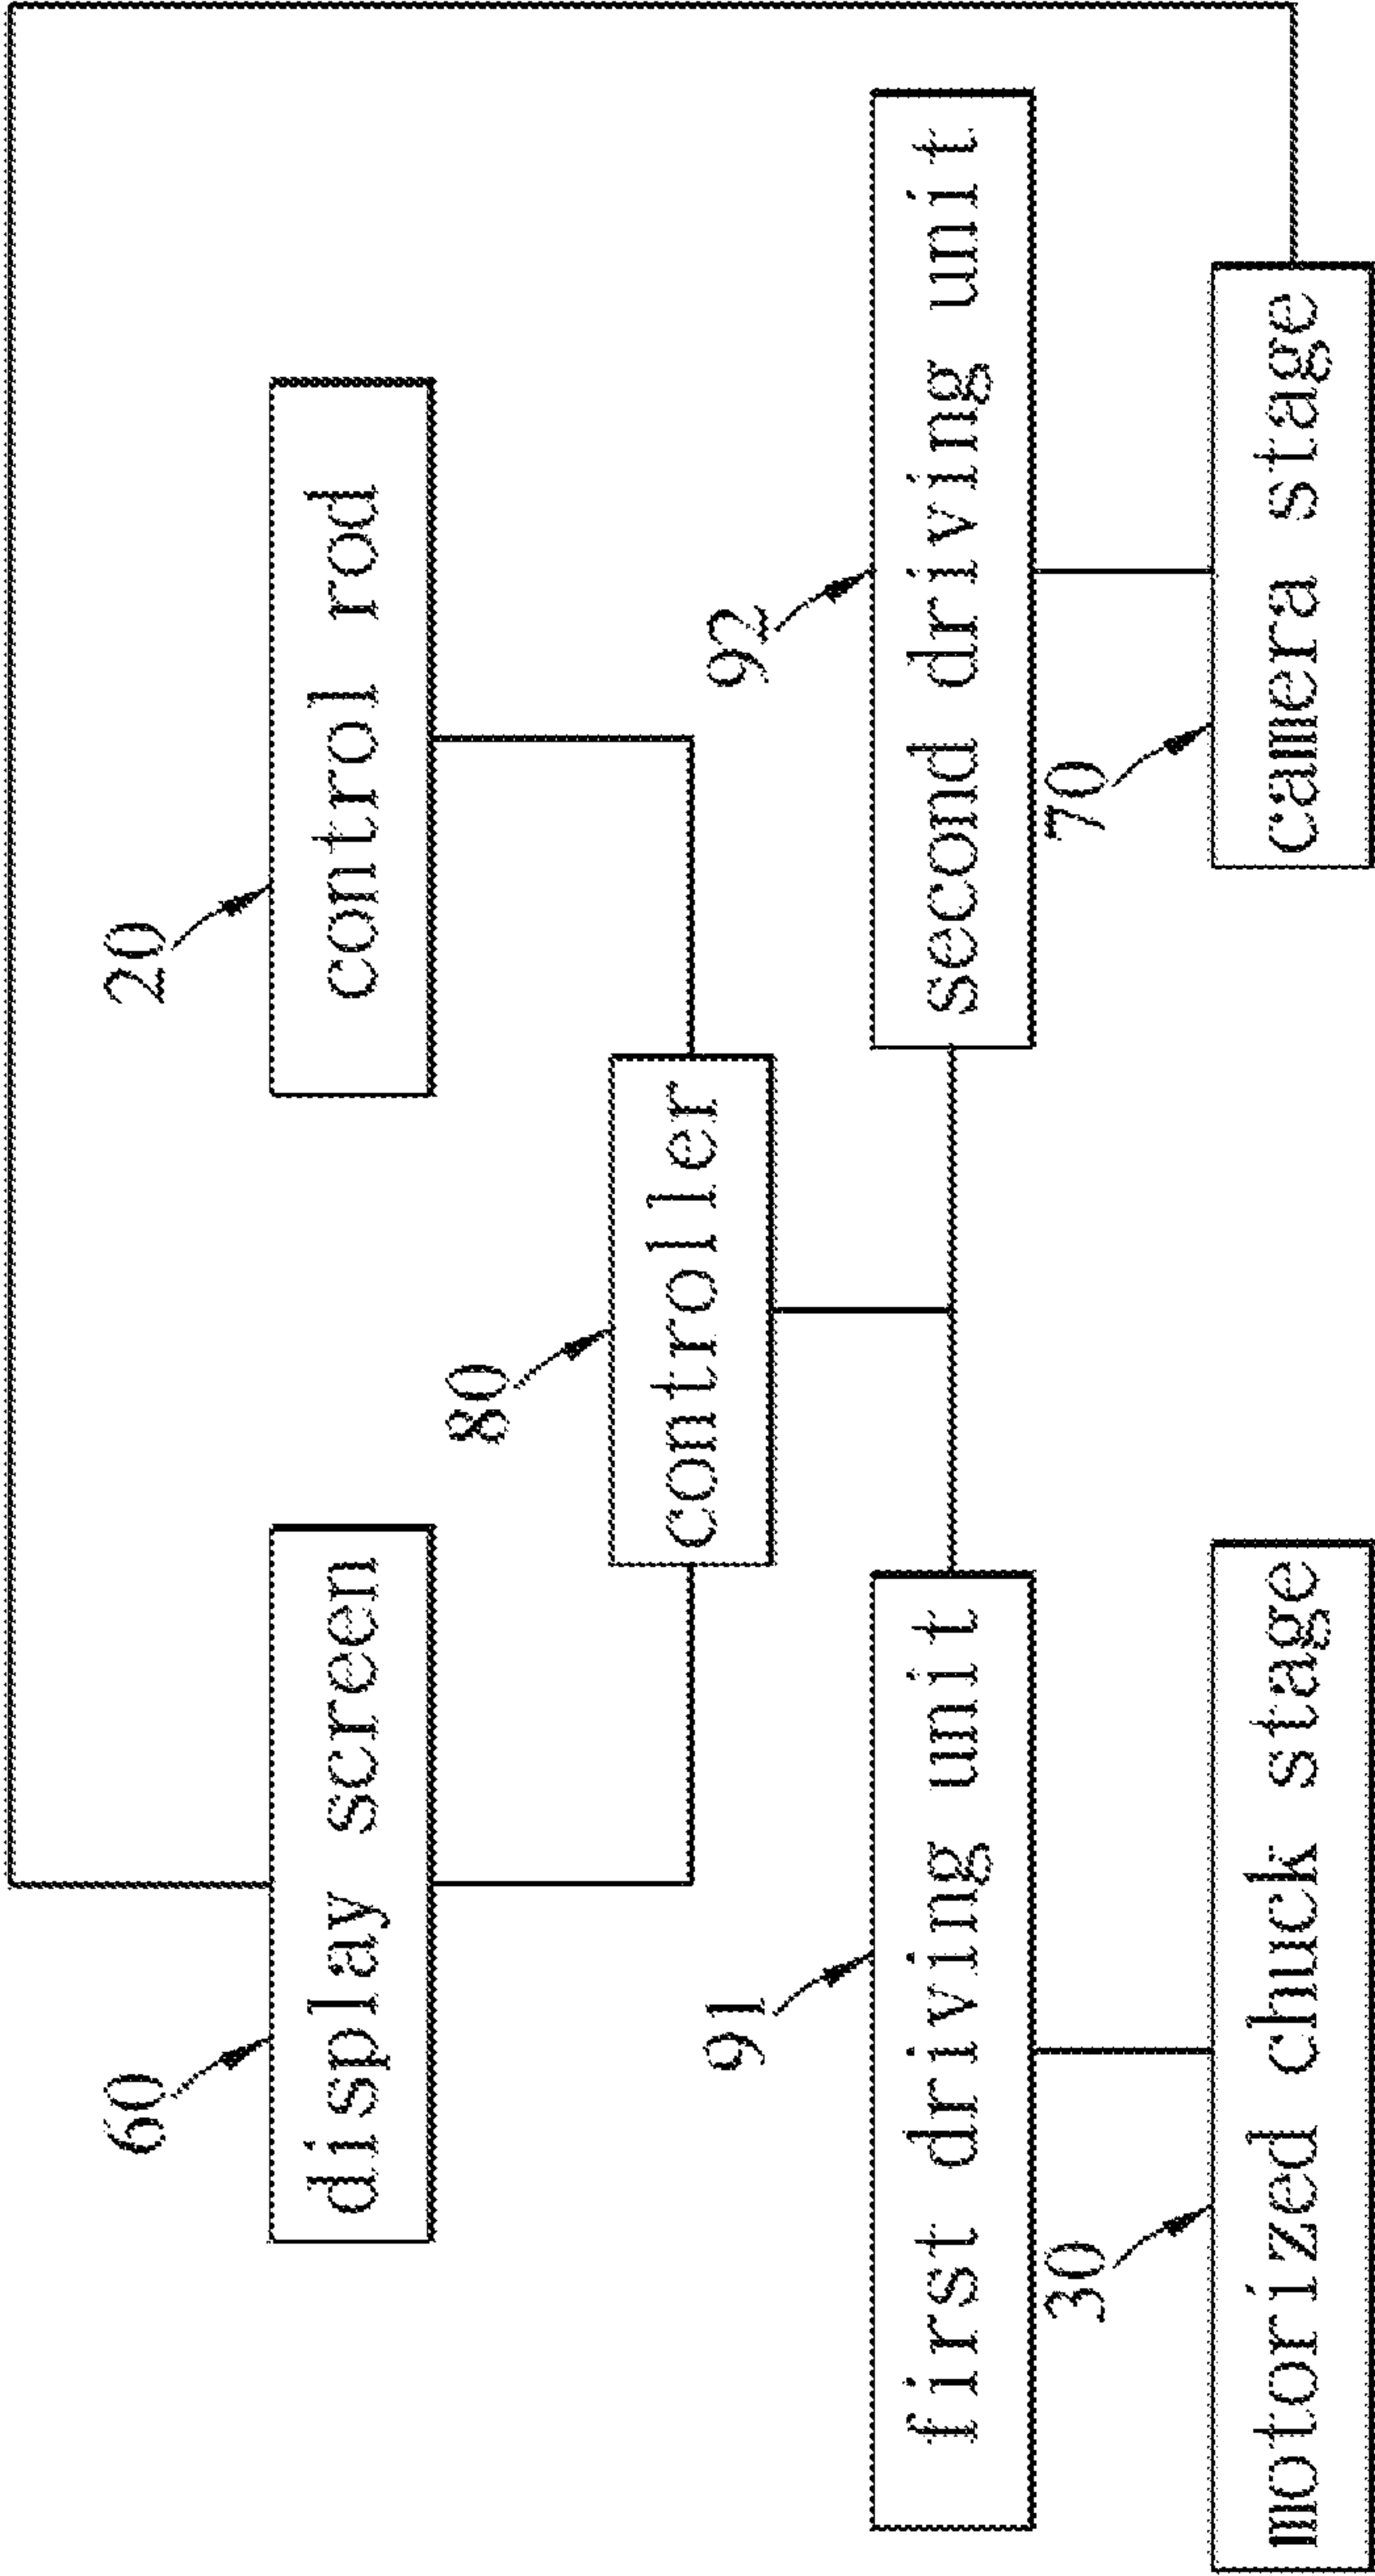 60
display screen
20
control rod
80
controller
91
first driving unit
92
second driving unit
30
motorized chuck stage
70
camera stage